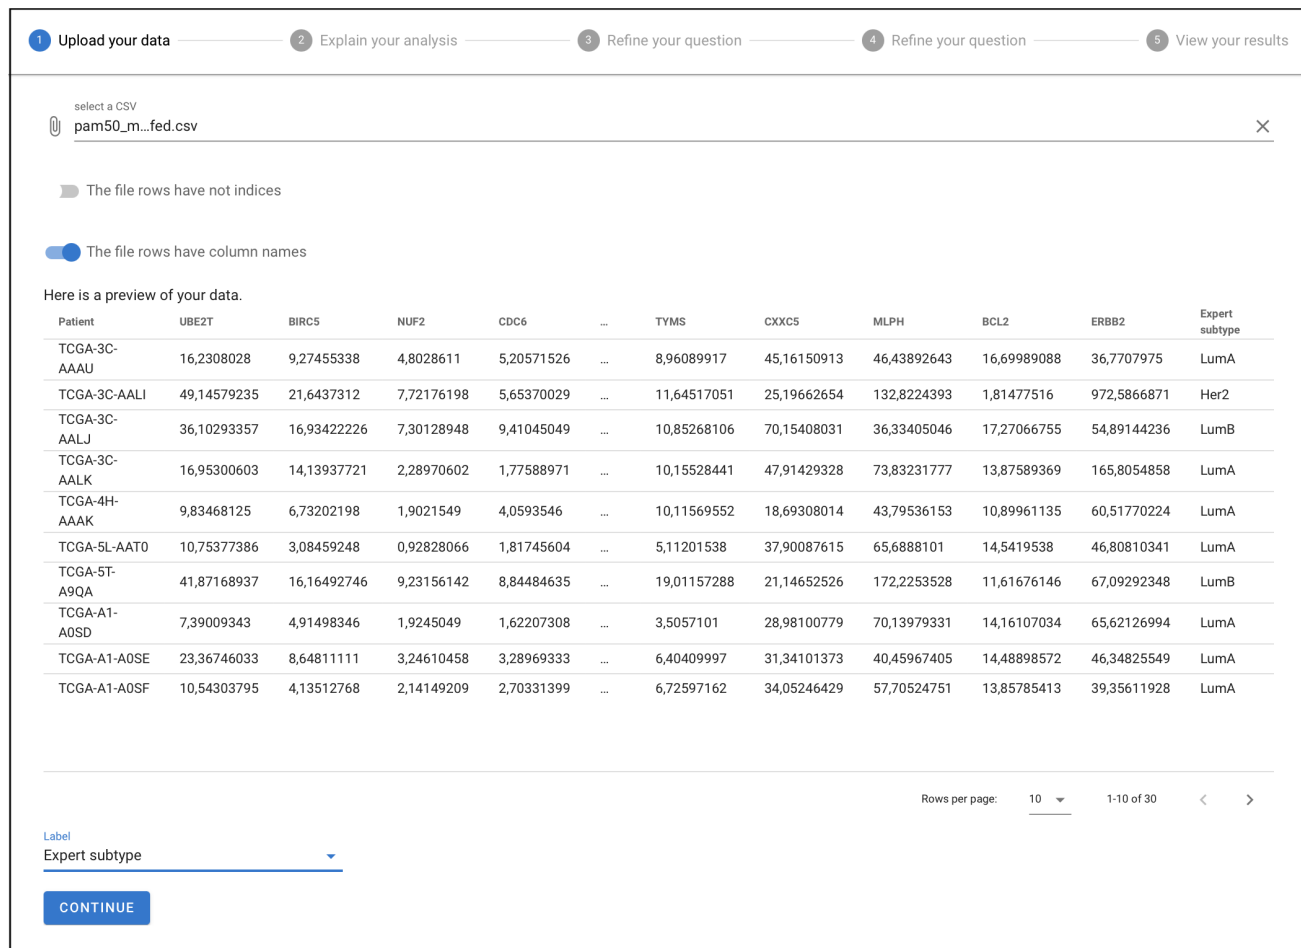 1 Upload your data 2 Explain your analysis 3 Refine your question 4 Refine your question 5 View your results
select a CSV
pam50_m...fed.csv
The file rows have not indices
The file rows have column names
Here is a preview of your data.
Patient UBE2T BIRC5 NUF2 CDC6 ... TYMS CXXC5 MLPH BCL2 ERBB2 Expert subtype
TCGA-3C-AAAU 16,2308028 9,27455338 4,8028611 5,20571526 ... 8,96089917 45,16150913 46,43892643 16,69989088 36,7707975 LumA
TCGA-3C-AALI 49,14579235 21,6437312 7,72176198 5,65370029 ... 11,64517051 25,19662654 132,8224393 1,81477516 972,5866871 Her2
TCGA-3C-AALJ 36,10293357 16,93422226 7,30128948 9,41045049 ... 10,85268106 70,15408031 36,33405046 17,27066755 54,89144236 LumB
TCGA-3C-AALK 16,95300603 14,13937721 2,28970602 1,77588971 ... 10,15528441 47,91429328 73,83231777 13,87589369 165,8054858 LumA
TCGA-4H-AAAK 9,83468125 6,73202198 1,9021549 4,0593546 ... 10,11569552 18,69308014 43,79536153 10,89961135 60,51770224 LumA
TCGA-5L-AAT0 10,75377386 3,08459248 0,92828066 1,81745604 ... 5,11201538 37,90087615 65,6888101 14,5419538 46,80810341 LumA
TCGA-5T-A9QA 41,87168937 16,16492746 9,23156142 8,84484635 ... 19,01157288 21,14652526 172,2253528 11,61676146 67,09292348 LumB
TCGA-A1-A0SD 7,39009343 4,91498346 1,9245049 1,62207308 ... 3,5057101 28,98100779 70,13979331 14,16107034 65,62126994 LumA
TCGA-A1-A0SE 23,36746033 8,64811111 3,24610458 3,28969333 ... 6,40409997 31,34101373 40,45967405 14,48898572 46,34825549 LumA
TCGA-A1-A0SF 10,54303795 4,13512768 2,14149209 2,70331399 ... 6,72597162 34,05246429 57,70524751 13,85785413 39,35611928 LumA
Rows per page: 10 1-10 of 30
Label
Expert subtype
CONTINUE